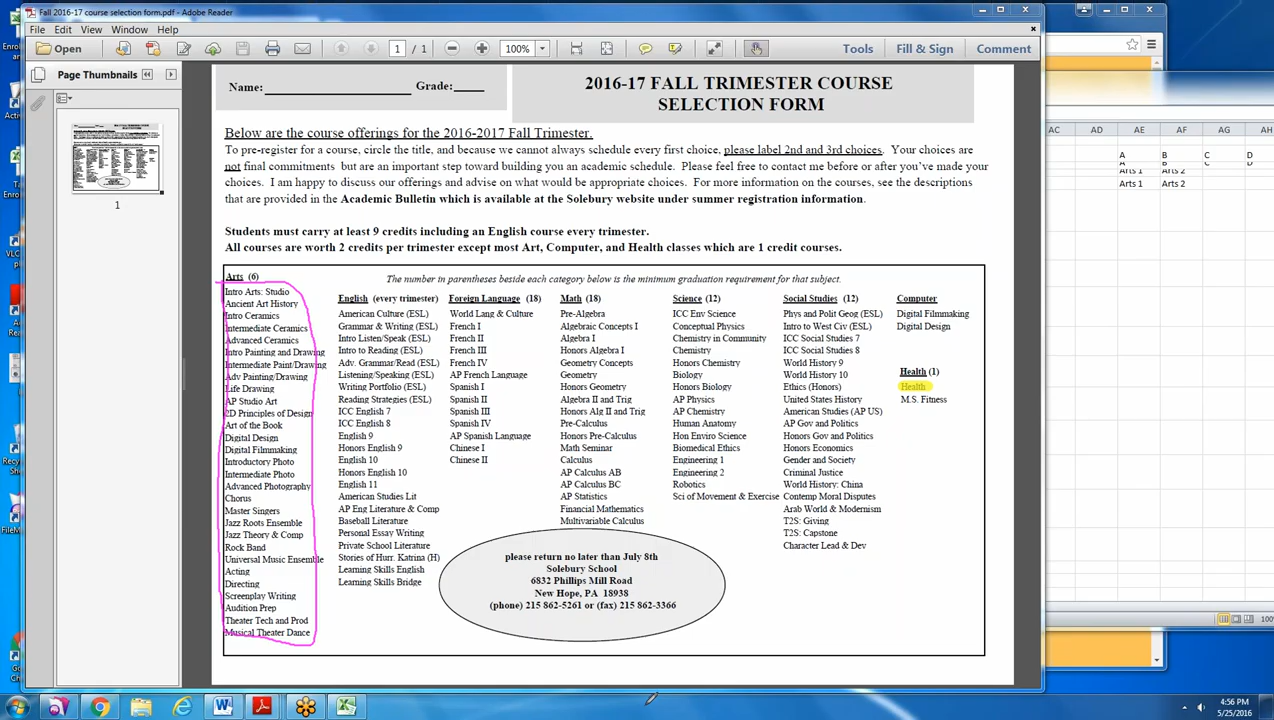 Fall 2016-17 course selection form.pdf - Adobe Reader
File Edit View Window Help
Open 1 / 1 100% Tools Fill & Sign Comment
Page Thumbnails
1
Name: Grade:
2016-17 FALL TRIMESTER COURSE
SELECTION FORM
Below are the course offerings for the 2016-2017 Fall Trimester.
To pre-register for a course, circle the title, and because we cannot always schedule every first choice, please label 2nd and 3rd choices. Your choices are
not final commitments but are an important step toward building you an academic schedule. Please feel free to contact me before or after you've made your
choices. I am happy to discuss our offerings and advise on what would be appropriate choices. For more information on the courses, see the descriptions
that are provided in the Academic Bulletin which is available at the Solebury website under summer registration information.
Students must carry at least 9 credits including an English course every trimester.
All courses are worth 2 credits per trimester except most Art, Computer, and Health classes which are 1 credit courses.
The number in parentheses beside each category below is the minimum graduation requirement for that subject.
Arts (6)
Intro Arts: Studio
Ancient Art History
Intro Ceramics
Intermediate Ceramics
Advanced Ceramics
Intro Painting and Drawing
Intermediate Paint/Drawing
Adv Painting/Drawing
Life Drawing
AP Studio Art
2D Principles of Design
Art of the Book
Digital Design
Digital Filmmaking
Introductory Photo
Intermediate Photo
Advanced Photography
Chorus
Master Singers
Jazz Roots Ensemble
Jazz Theory & Comp
Rock Band
Universal Music Ensemble
Acting
Directing
Screenplay Writing
Audition Prep
Theater Tech and Prod
Musical Theater Dance
English (every trimester)
American Culture (ESL)
Grammar & Writing (ESL)
Intro Listen/Speak (ESL)
Intro to Reading (ESL)
Adv. Grammar/Read (ESL)
Listening/Speaking (ESL)
Writing Portfolio (ESL)
Reading Strategies (ESL)
ICC English 7
ICC English 8
English 9
Honors English 9
English 10
Honors English 10
English 11
American Studies Lit
AP Eng Literature & Comp
Baseball Literature
Personal Essay Writing
Private School Literature
Stories of Hurr. Katrina (H)
Learning Skills English
Learning Skills Bridge
Foreign Language (18)
World Lang & Culture
French I
French II
French III
French IV
AP French Language
Spanish I
Spanish II
Spanish III
Spanish IV
AP Spanish Language
Chinese I
Chinese II
Math (18)
Pre-Algebra
Algebraic Concepts I
Algebra I
Honors Algebra I
Geometry Concepts
Geometry
Honors Geometry
Algebra II and Trig
Honors Alg II and Trig
Pre-Calculus
Honors Pre-Calculus
Math Seminar
Calculus
AP Calculus AB
AP Calculus BC
AP Statistics
Financial Mathematics
Multivariable Calculus
Science (12)
ICC Env Science
Conceptual Physics
Chemistry in Community
Chemistry
Honors Chemistry
Biology
Honors Biology
AP Physics
AP Chemistry
Human Anatomy
Hon Enviro Science
Biomedical Ethics
Engineering 1
Engineering 2
Robotics
Sci of Movement & Exercise
Social Studies (12)
Phys and Polit Geog (ESL)
Intro to West Civ (ESL)
ICC Social Studies 7
ICC Social Studies 8
World History 9
World History 10
Ethics (Honors)
United States History
American Studies (AP US)
AP Gov and Politics
Honors Gov and Politics
Honors Economics
Gender and Society
Criminal Justice
World History: China
Contemp Moral Disputes
Arab World & Modernism
T2S: Giving
T2S: Capstone
Character Lead & Dev
Computer
Digital Filmmaking
Digital Design
Health (1)
Health
M.S. Fitness
please return no later than July 8th
Solebury School
6832 Phillips Mill Road
New Hope, PA 18938
(phone) 215 862-5261 or (fax) 215 862-3366
AC AD AE AF AG AH
A B C D
A B C D
Arts 1 Arts 2
Arts 1 Arts 2
100%
4:56 PM
5/25/2016